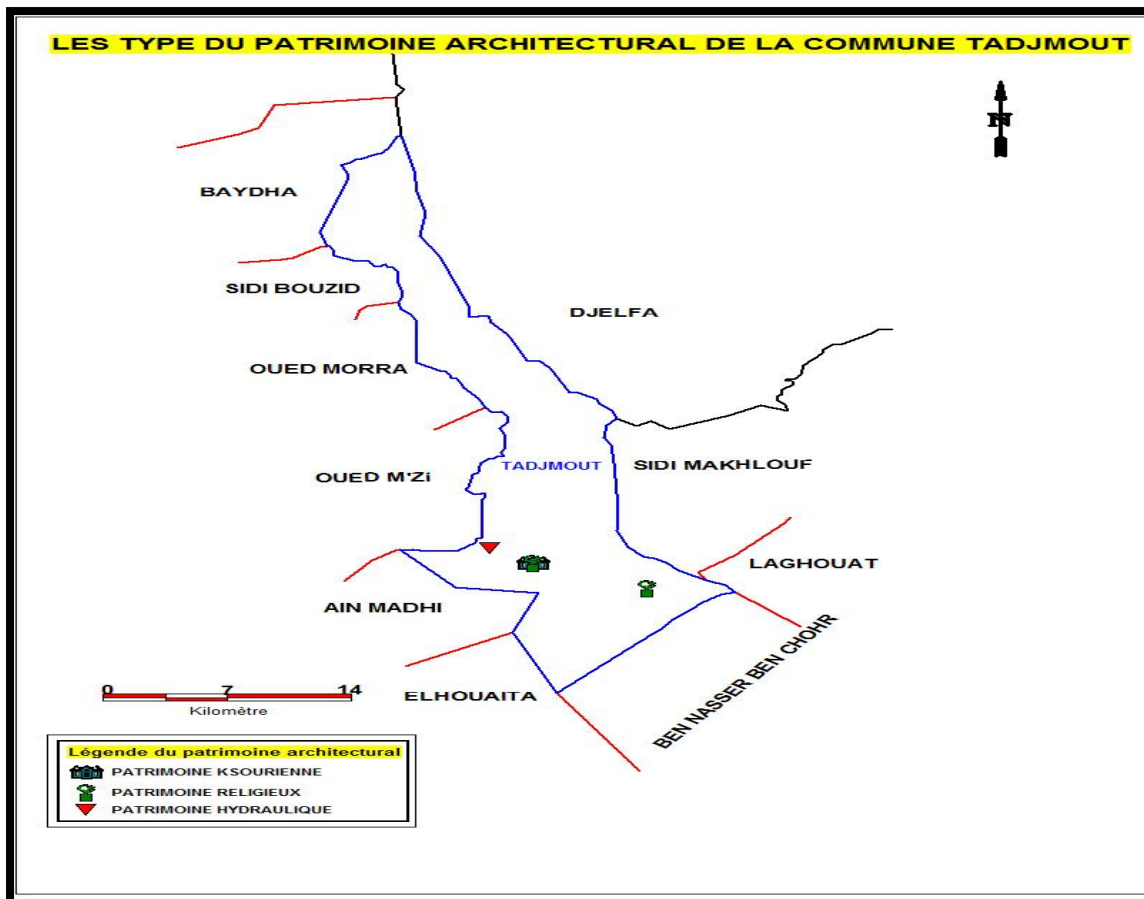 LES TYPE DU PATRIMOINE ARCHITECTURAL DE LA COMMUNE TADJMOUT
N
BAYDHA
SIDI BOUZID
DJELFA
OUED MORRA
TADJMOUT
SIDI MAKHLOUF
OUED M'Zi
LAGHOUAT
AIN MADHI
BEN NASSER BEN CHOHR
ELHOUAITA
0 7 14
Kilomètre
Légende du patrimoine architectural
PATRIMOINE KSOURIENNE
PATRIMOINE RELIGIEUX
PATRIMOINE HYDRAULIQUE